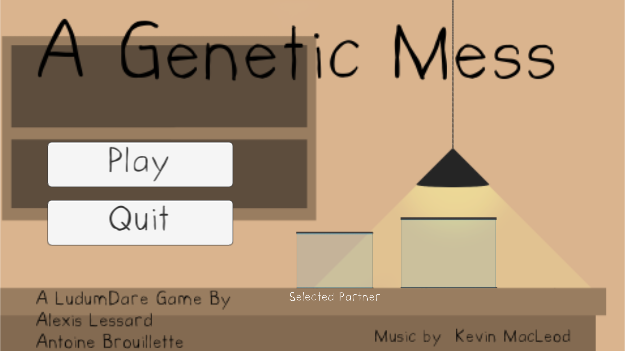 A Genetic Mess
Play
Quit
Selected Partner
A LudumDare Game By
Alexis Lessard
Antoine Brouillette
Music by Kevin MacLeod